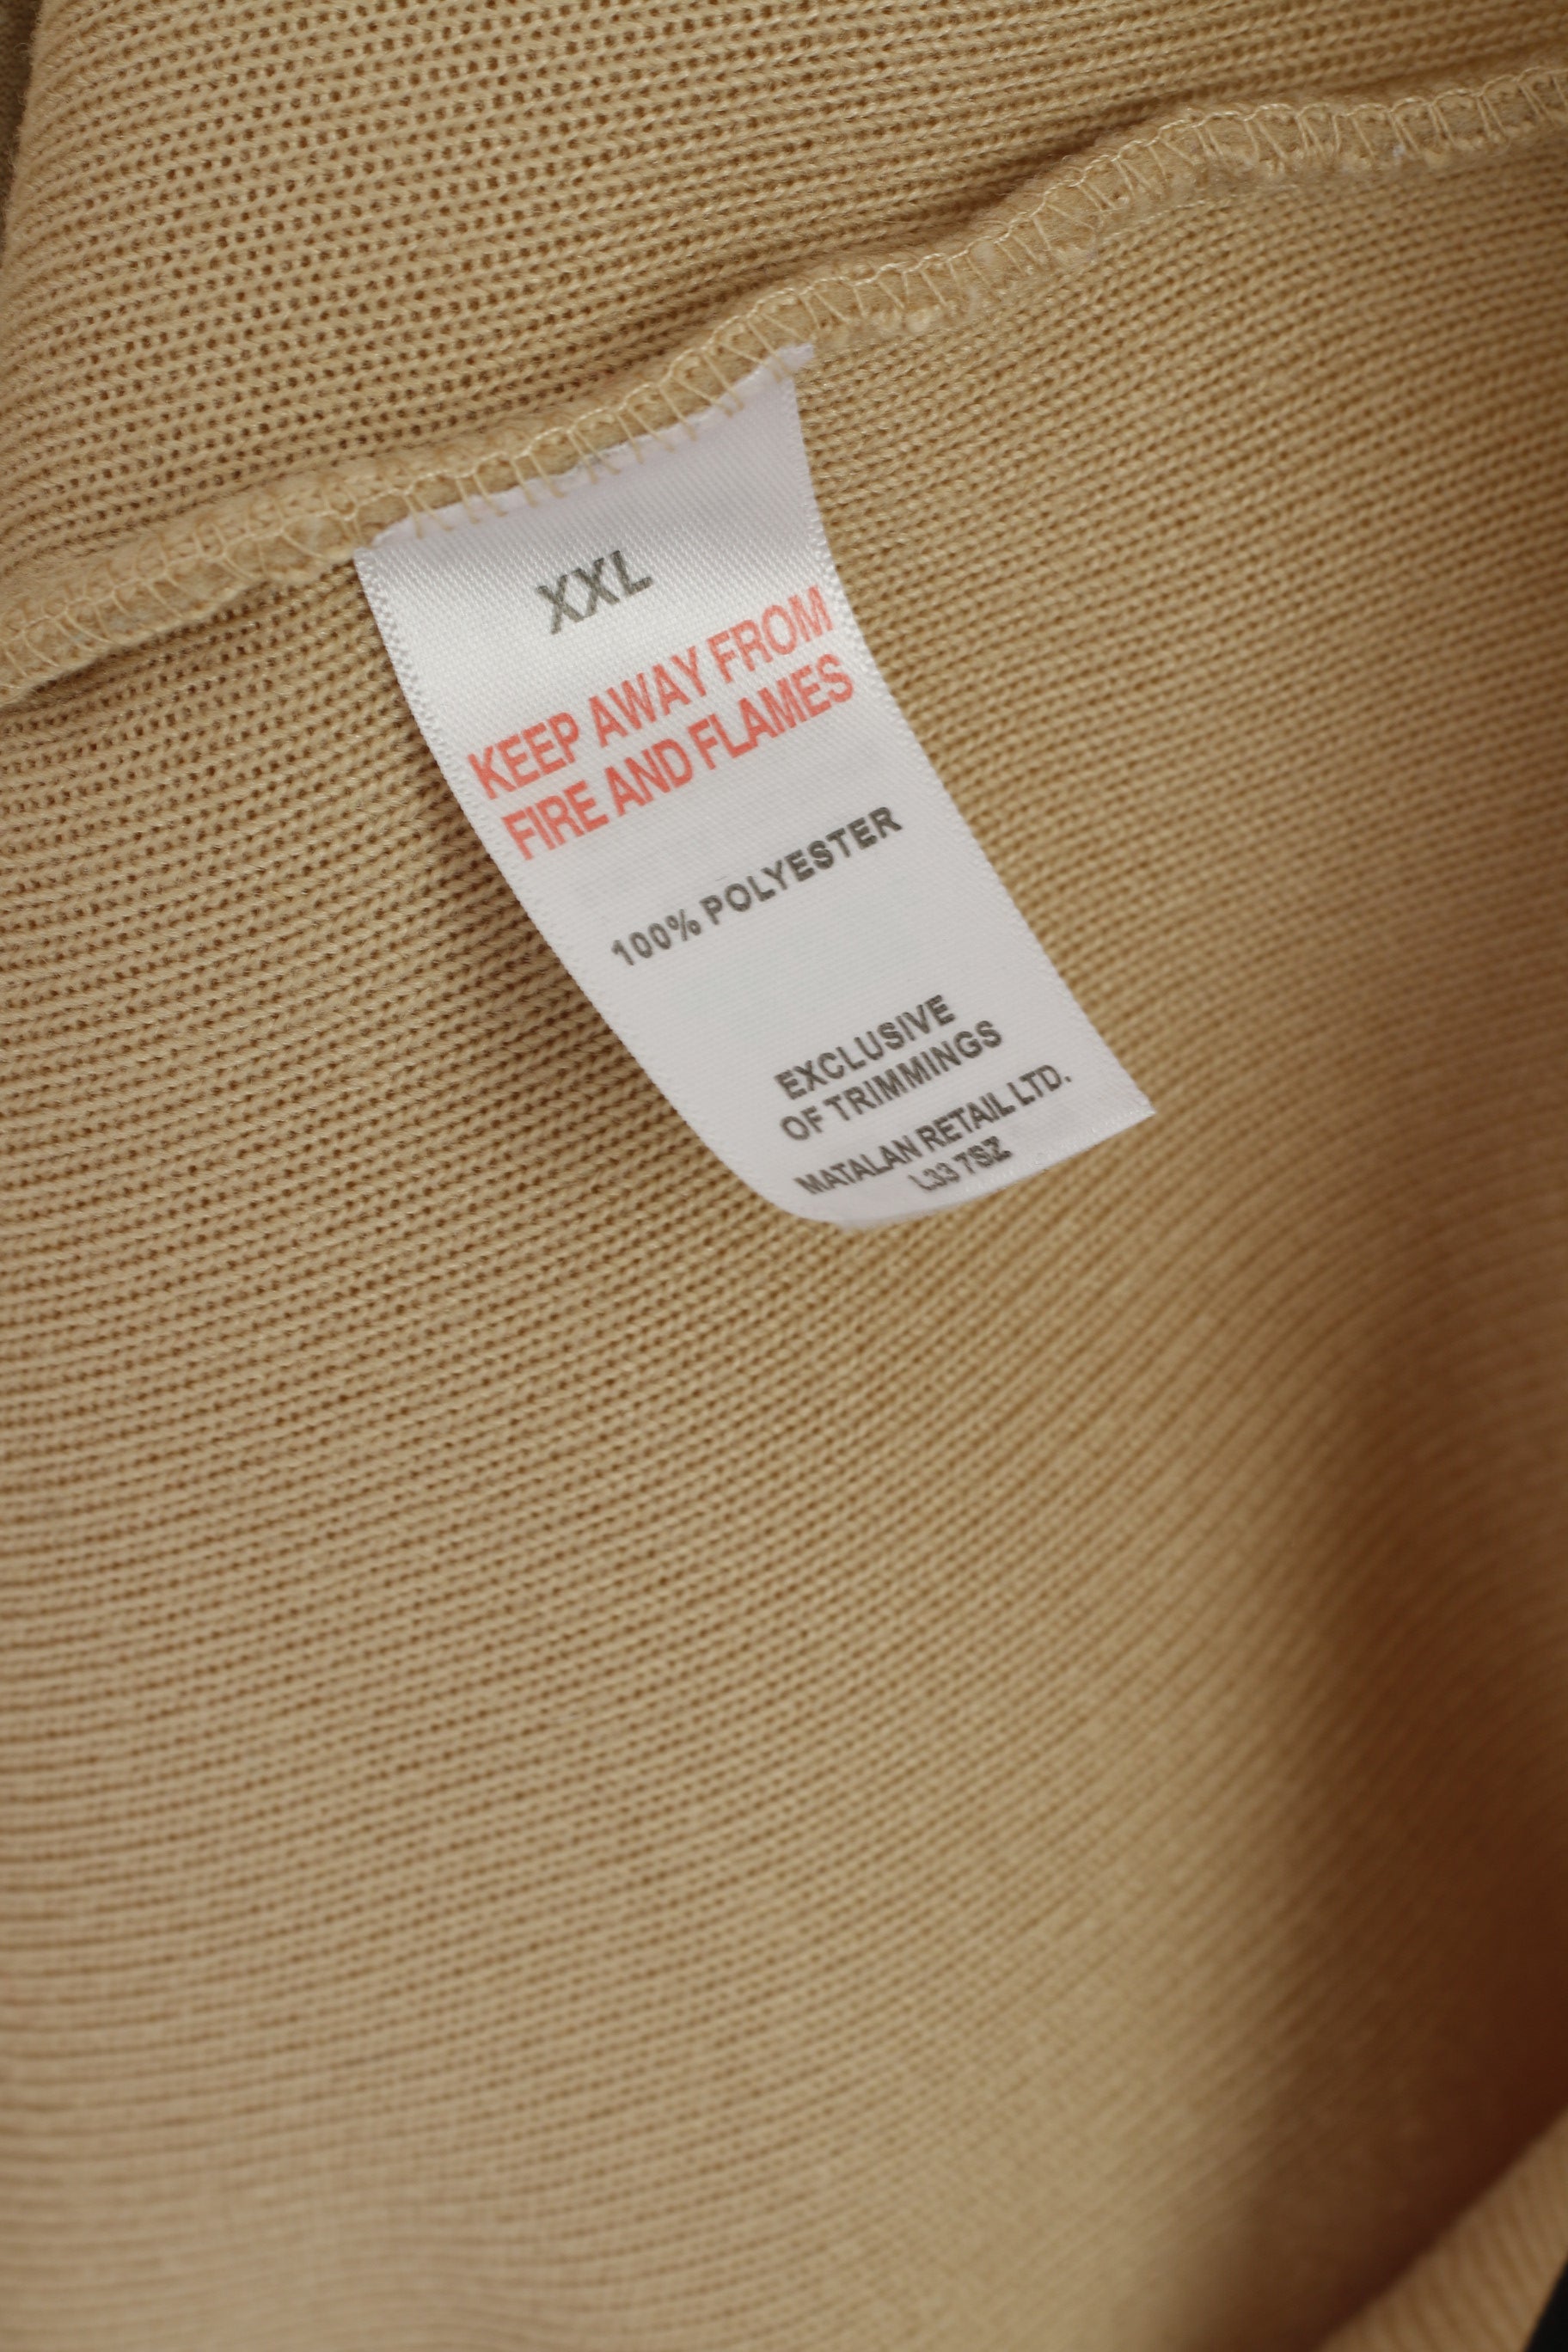 XXL
KEEP AWAY FROM
FIRE AND FLAMES
100% POLYESTER
EXCLUSIVE
OF TRIMMINGS
MATALAN RETAIL LTD.
L33 7SZ